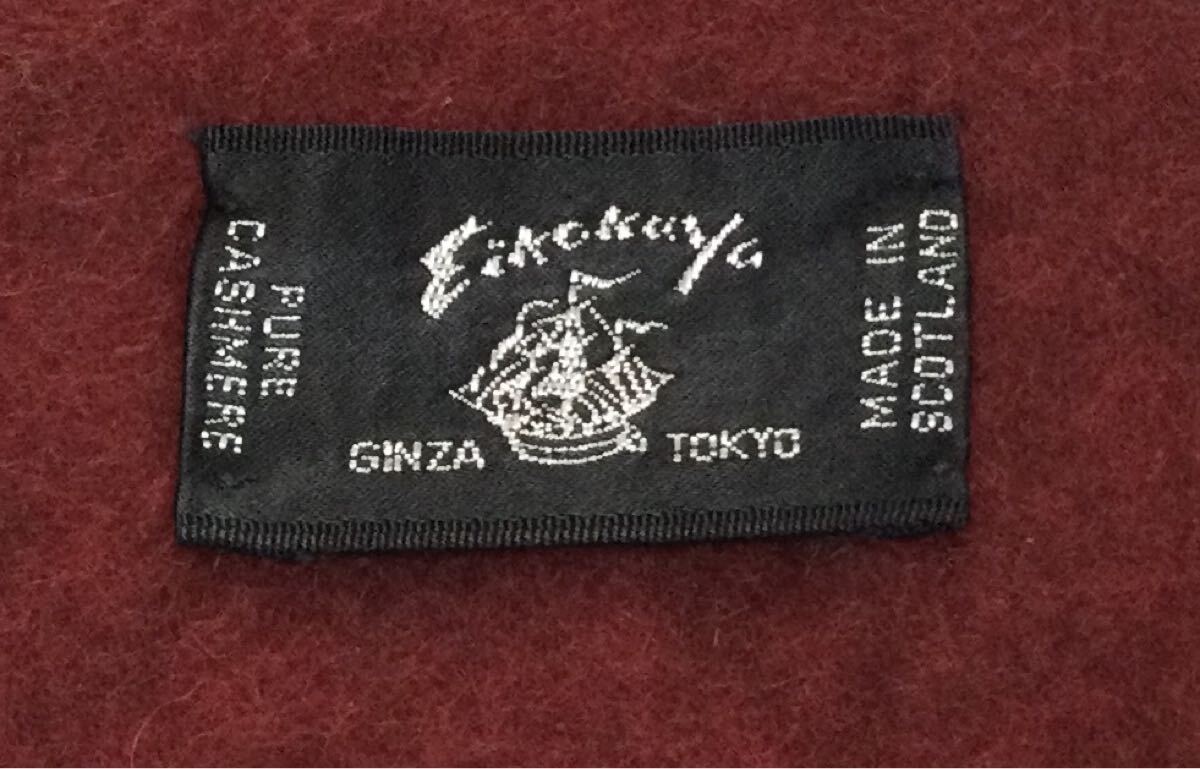 PURE
CASHMERE
Eikokuya
GINZA TOKYO
MADE IN
SCOTLAND